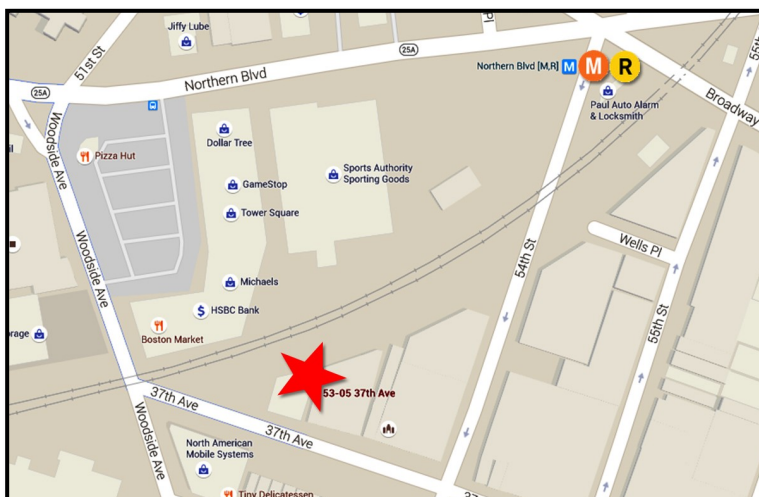 Jiffy Lube
51st St
25A
Pl
Northern Blvd
25A
Northern Blvd [M,R] M M R
55th St
Broadway
Paul Auto Alarm
& Locksmith
Woodside Ave
Pizza Hut
Dollar Tree
Sports Authority
Sporting Goods
GameStop
Tower Square
54th St
Wells Pl
Woodside Ave
Michaels
$ HSBC Bank
Boston Market
55th St
53-05 37th Ave
37th Ave
37th Ave
Woodside Ave
North American
Mobile Systems
Tiny Delicatessen